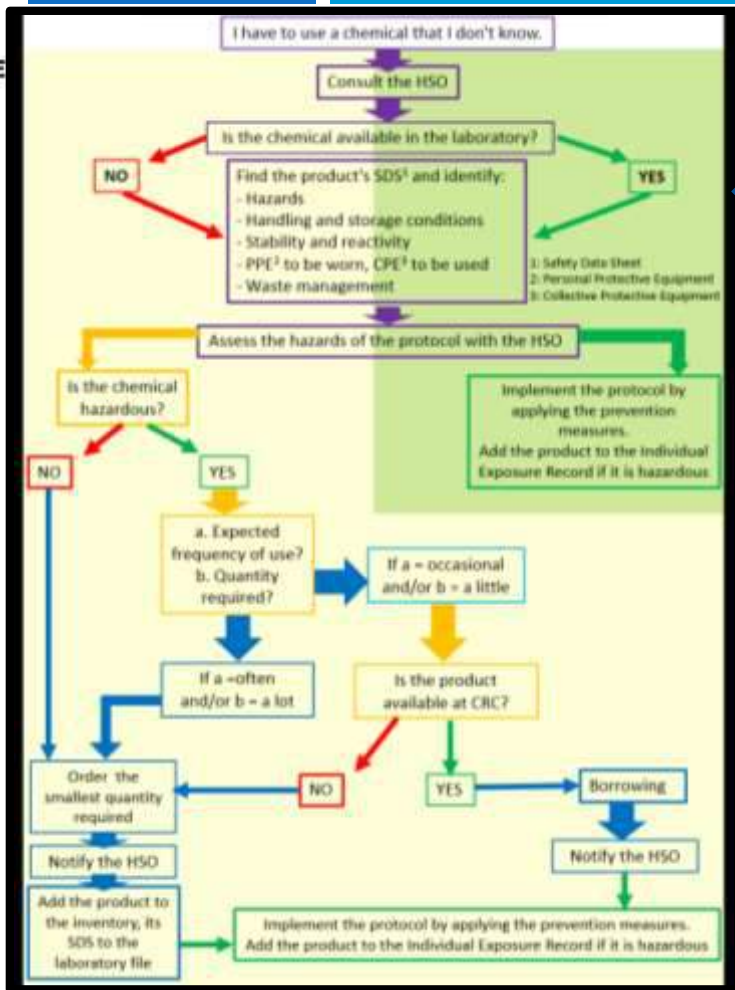 I have to use a chemical that I don't know.
Consult the HSO
Is the chemical available in the laboratory?
NO
YES
Find the product's SDS¹ and identify:
- Hazards
- Handling and storage conditions
- Stability and reactivity
- PPE² to be worn, CPE³ to be used
- Waste management
1: Safety Data Sheet
2: Personal Protective Equipment
3: Collective Protective Equipment
Assess the hazards of the protocol with the HSO
Is the chemical
hazardous?
Implement the protocol by
applying the prevention
measures.
Add the product to the Individual
Exposure Record if it is hazardous
NO
YES
a. Expected
frequency of use?
b. Quantity
required?
If a = occasional
and/or b = a little
If a =often
and/or b = a lot
Is the product
available at CRC?
Order the
smallest quantity
required
NO
YES
Borrowing
Notify the HSO
Notify the HSO
Add the product to
the inventory, its
SDS to the
laboratory file
Implement the protocol by applying the prevention measures.
Add the product to the Individual Exposure Record if it is hazardous